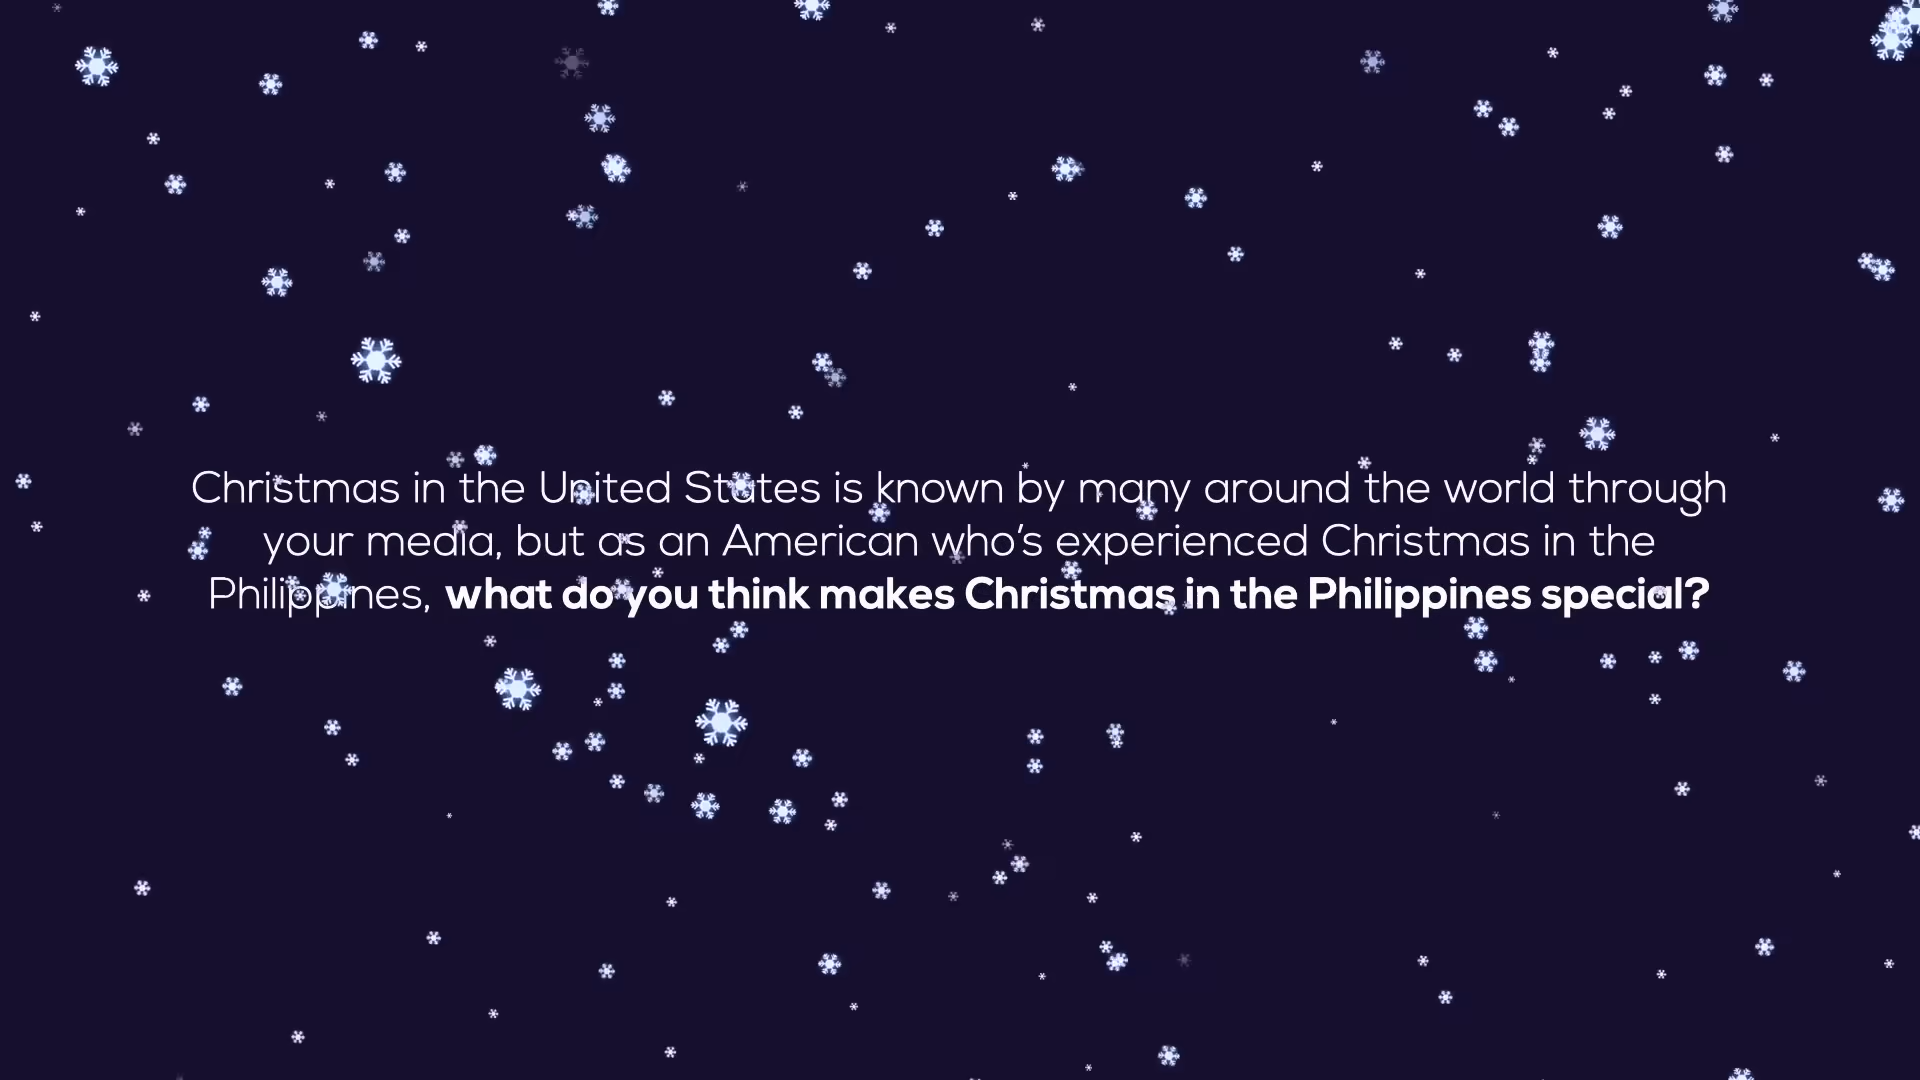 Christmas in the United States is known by many around the world through
your media, but as an American who’s experienced Christmas in the
Philippines, what do you think makes Christmas in the Philippines special?